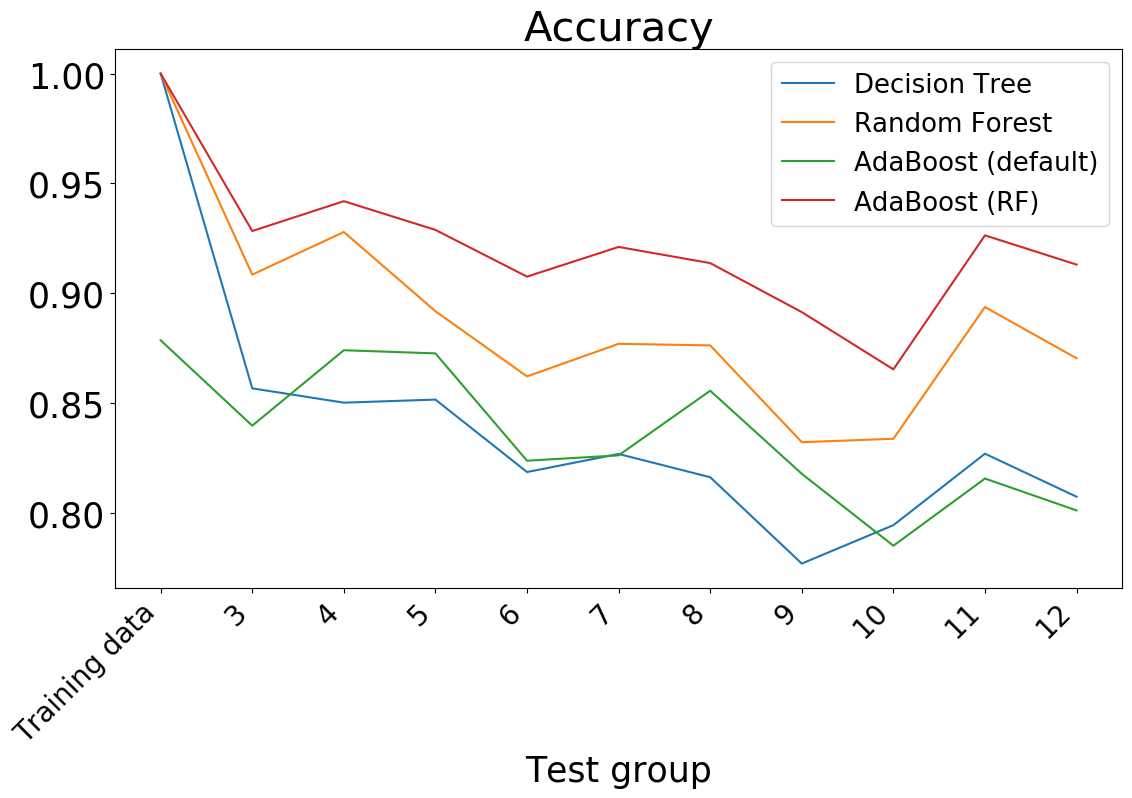 Accuracy
1.00
0.95
0.90
0.85
0.80
Decision Tree
Random Forest
AdaBoost (default)
AdaBoost (RF)
Training data
3
4
5
6
7
8
9
10
11
12
Test group